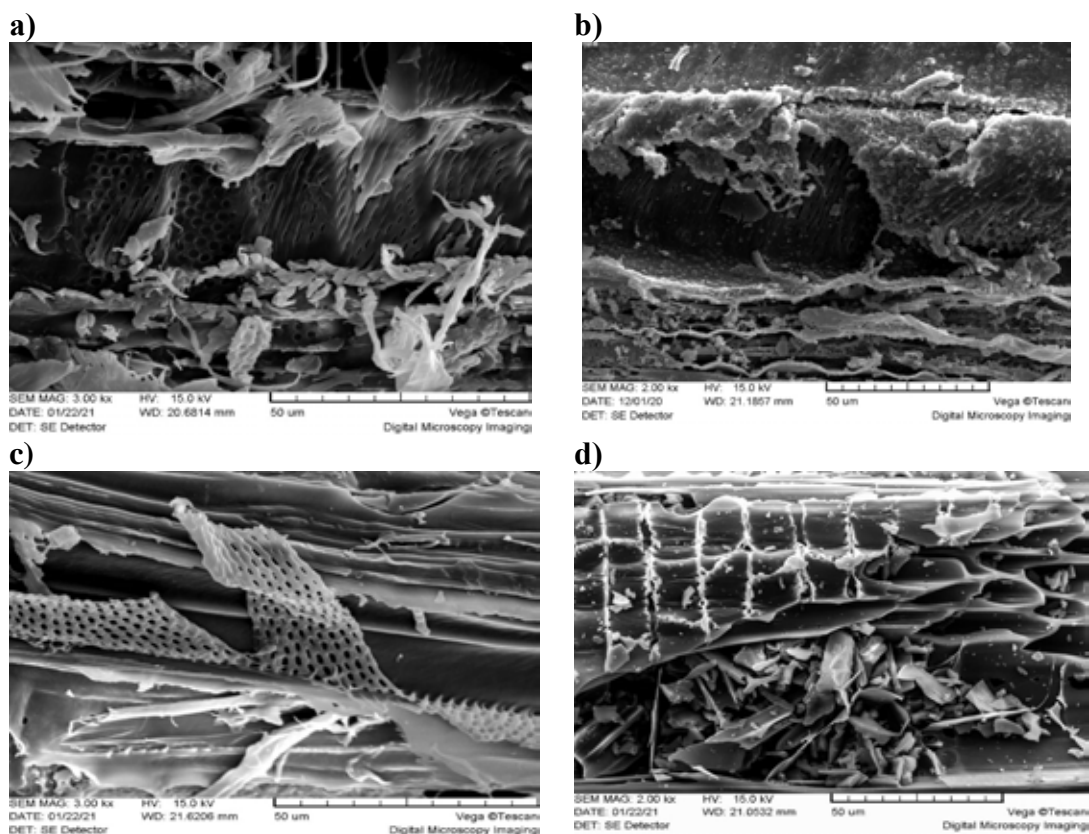 a)
SEM MAG: 3.00 kx HV: 15.0 kV
DATE: 01/22/21 WD: 20.6814 mm 50 um Vega ©Tescan
DET: SE Detector Digital Microscopy Imaging
b)
SEM MAG: 2.00 kx HV: 15.0 kV
DATE: 12/01/20 WD: 21.1857 mm 50 um Vega ©Tescan
DET: SE Detector Digital Microscopy Imaging
c)
SEM MAG: 3.00 kx HV: 15.0 kV
DATE: 01/22/21 WD: 21.6206 mm 50 um Vega ©Tescan
DET: SE Detector Digital Microscopy Imaging
d)
SEM MAG: 2.00 kx HV: 15.0 kV
DATE: 01/22/21 WD: 21.0532 mm 50 um Vega ©Tescan
DET: SE Detector Digital Microscopy Imaging